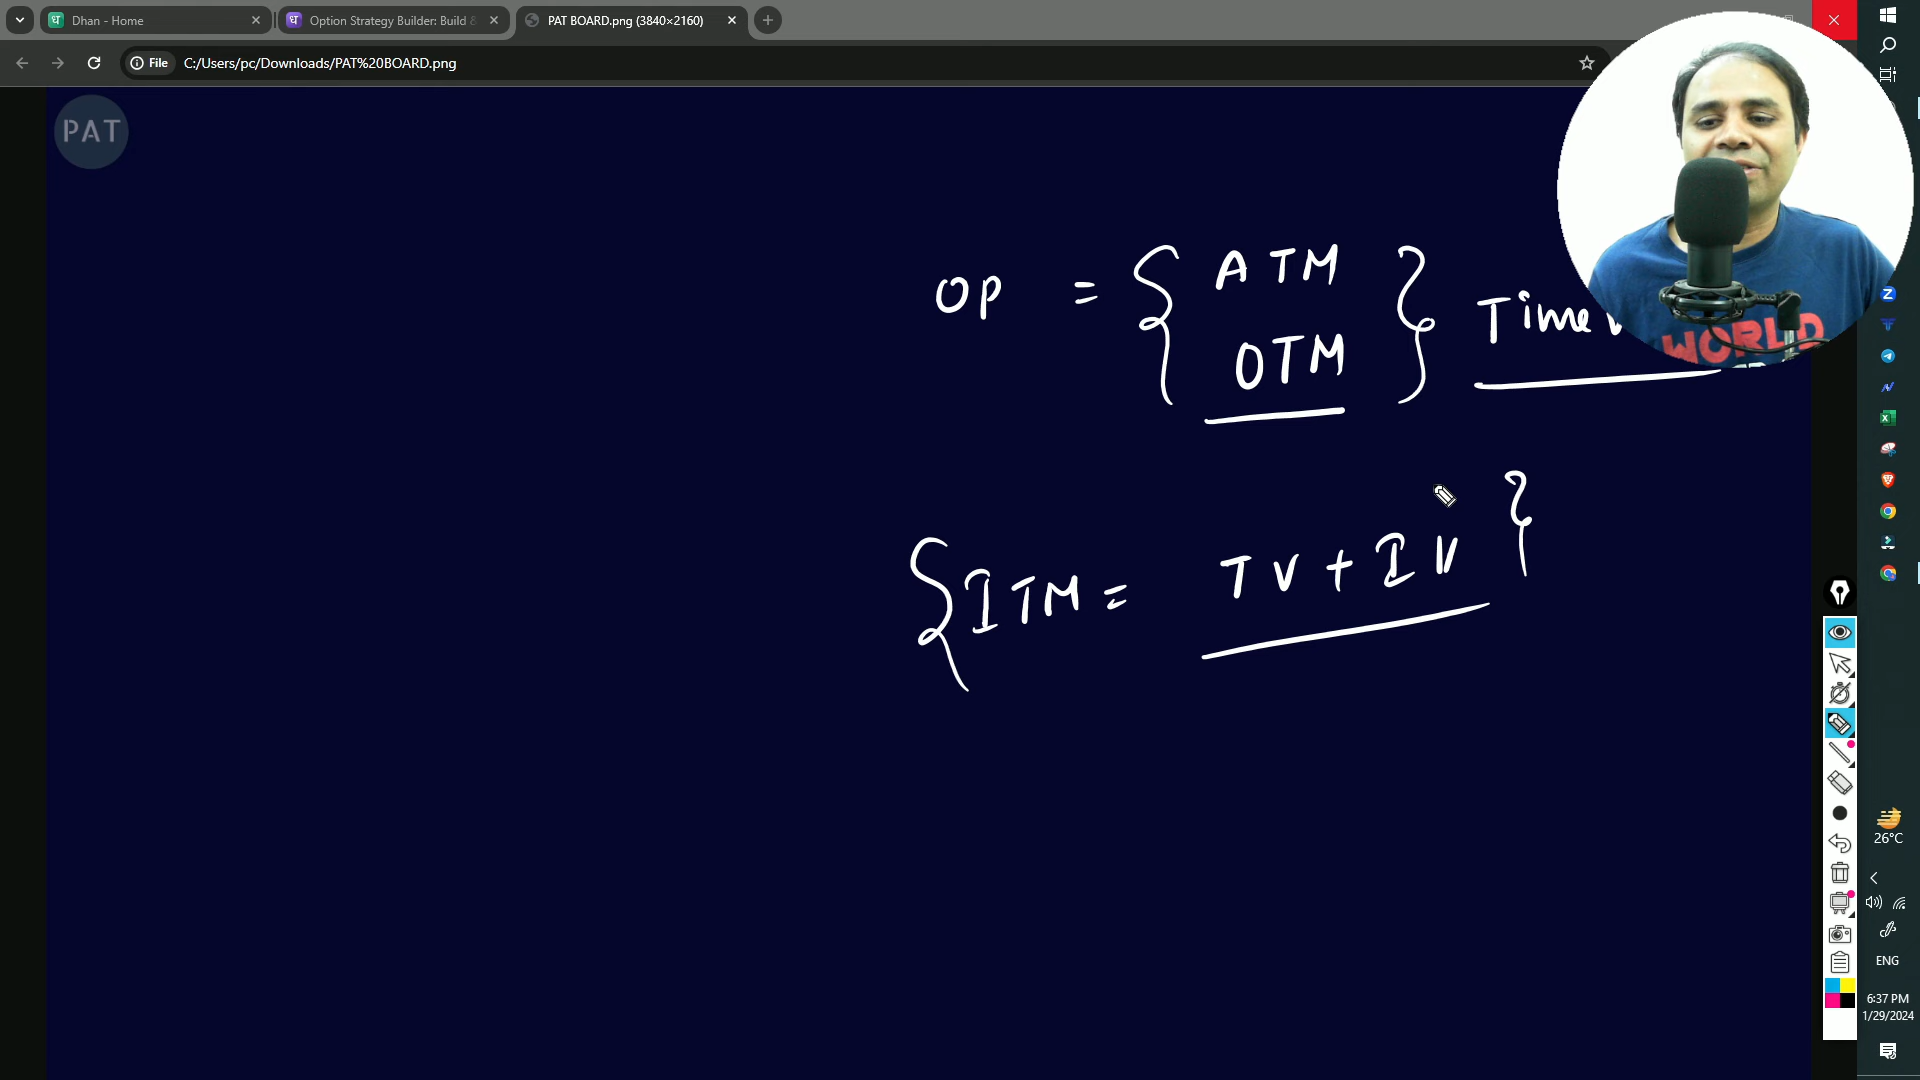 Dhan - Home
Option Strategy Builder: Build &
PAT BOARD.png (3840×2160)
File
C:/Users/pc/Downloads/PAT%20BOARD.png
PAT
OP = { ATM
OTM } Time
WORLD
{ ITM = TV + IV }
26°C
ENG
6:37 PM
1/29/2024